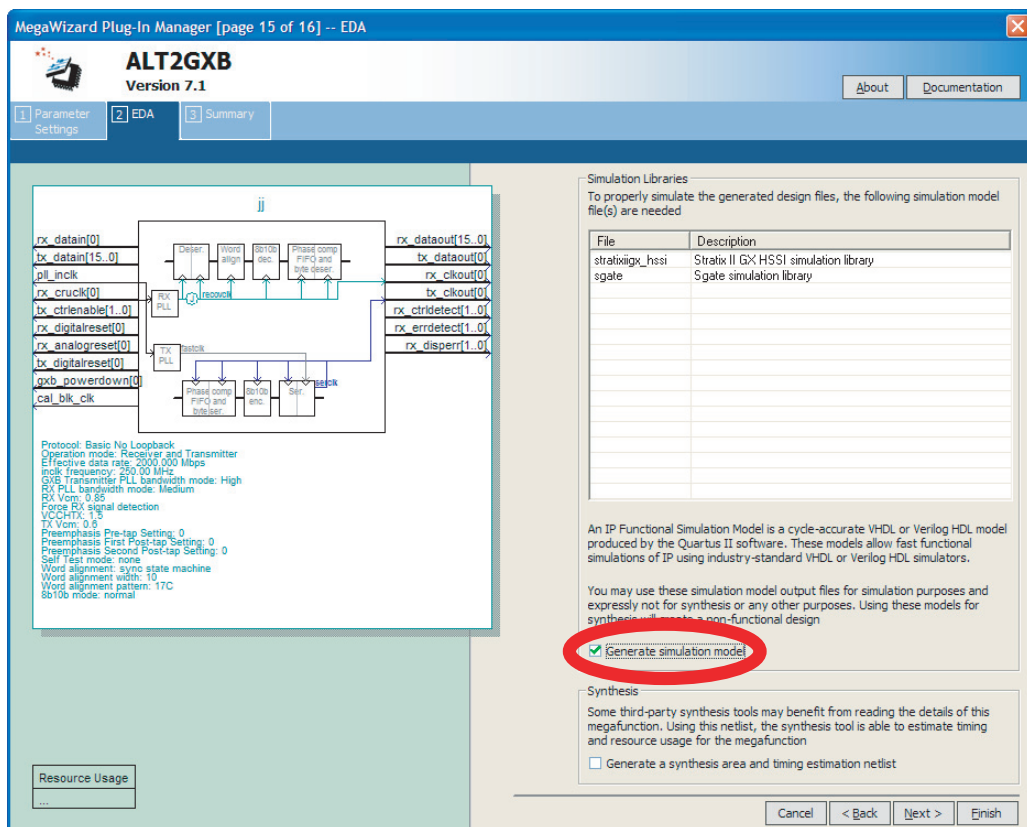 MegaWizard Plug-In Manager [page 15 of 16] -- EDA
ALT2GXB
Version 7.1
About
Documentation
1 Parameter
Settings
2 EDA
3 Summary
jj
rx_datain[0]
tx_datain[15..0]
pll_inclk
rx_cruclk[0]
tx_ctrlenable[1..0]
rx_digitalreset[0]
rx_analogreset[0]
tx_digitalreset[0]
gxb_powerdown[0]
cal_blk_clk
Deser.
Word
align
8b10b
dec.
Phase comp
FIFO and
byte deser.
RX
PLL
recovclk
TX
PLL
fastclk
Phase comp
FIFO and
byte ser.
8b10b
enc.
Ser.
serclk
rx_dataout[15..0]
tx_dataout[0]
rx_clkout[0]
tx_clkout[0]
rx_ctrldetect[1..0]
rx_errdetect[1..0]
rx_disperr[1..0]
Protocol: Basic No Loopback
Operation mode: Receiver and Transmitter
Effective data rate: 2000.000 Mbps
inclk frequency: 250.00 MHz
GXB Transmitter PLL bandwidth mode: High
RX PLL bandwidth mode: Medium
RX Vcm: 0.85
Force RX signal detection
VCCHTX: 1.5
TX Vcm: 0.6
Preemphasis Pre-tap Setting: 0
Preemphasis First Post-tap Setting: 0
Preemphasis Second Post-tap Setting: 0
Self Test mode: none
Word alignment: sync state machine
Word alignment width: 10
Word alignment pattern: 17C
8b10b mode: normal
Resource Usage
...
Simulation Libraries
To properly simulate the generated design files, the following simulation model
file(s) are needed
File Description
stratixiigx_hssi Stratix II GX HSSI simulation library
sgate Sgate simulation library
An IP Functional Simulation Model is a cycle-accurate VHDL or Verilog HDL model
produced by the Quartus II software. These models allow fast functional
simulations of IP using industry-standard VHDL or Verilog HDL simulators.
You may use these simulation model output files for simulation purposes and
expressly not for synthesis or any other purposes. Using these models for
synthesis will create a non-functional design
Generate simulation model
Synthesis
Some third-party synthesis tools may benefit from reading the details of this
megafunction. Using this netlist, the synthesis tool is able to estimate timing
and resource usage for the megafunction
Generate a synthesis area and timing estimation netlist
Cancel
< Back
Next >
Finish